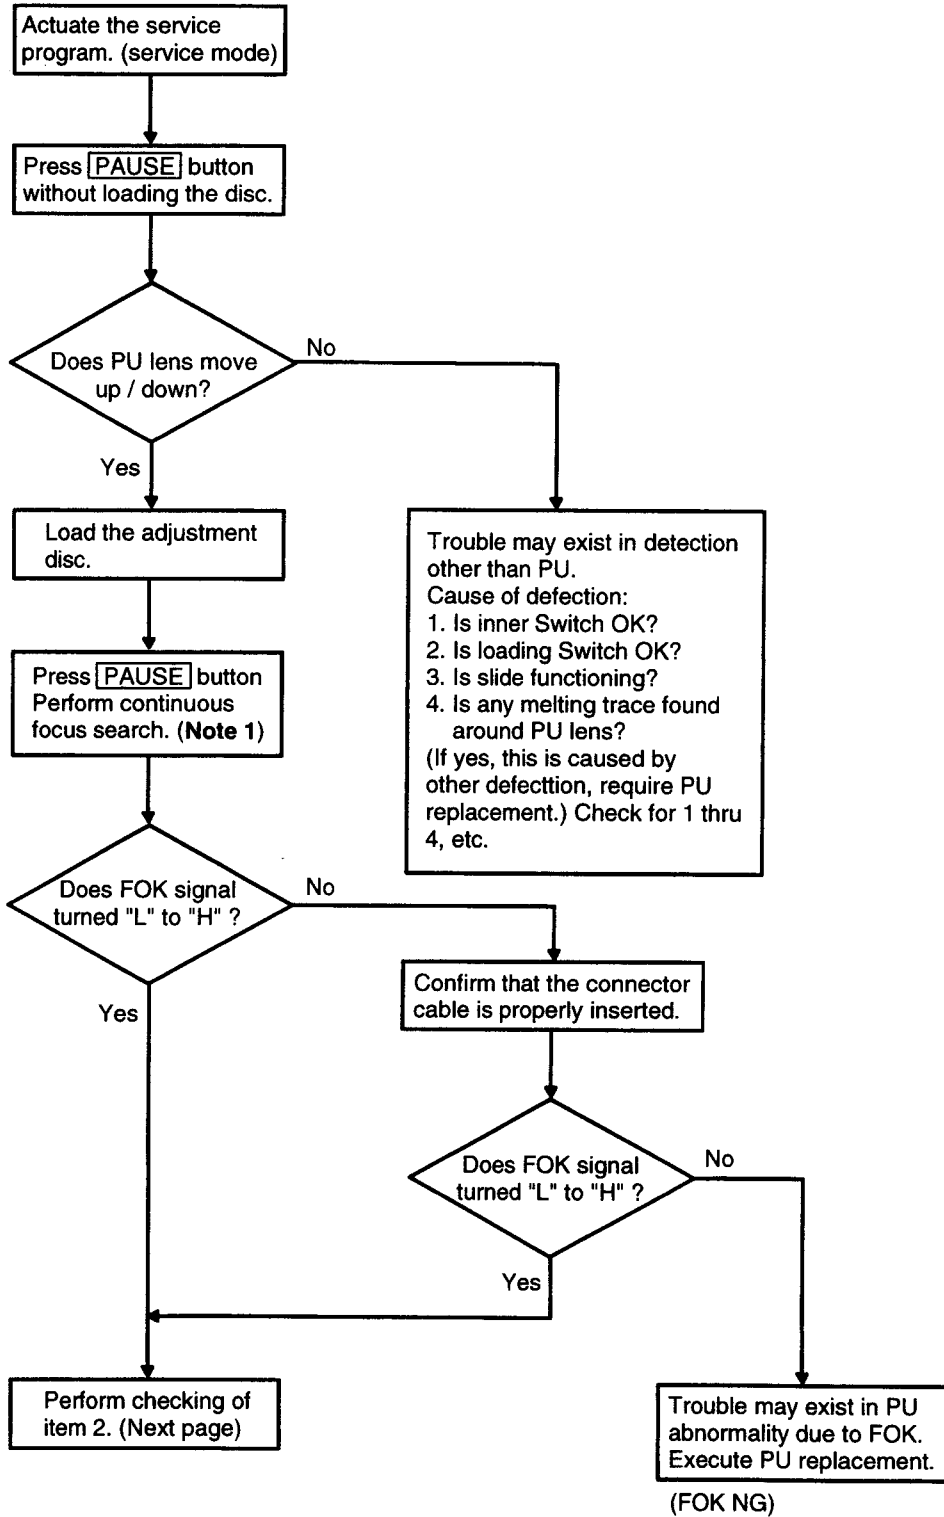 Actuate the service
program. (service mode)
Press PAUSE button
without loading the disc.
Does PU lens move
up / down?
No
Yes
Load the adjustment
disc.
Trouble may exist in detection
other than PU.
Cause of defection:
1. Is inner Switch OK?
2. Is loading Switch OK?
3. Is slide functioning?
4. Is any melting trace found
around PU lens?
(If yes, this is caused by
other defecttion, require PU
replacement.) Check for 1 thru
4, etc.
Press PAUSE button
Perform continuous
focus search. (Note 1)
Does FOK signal
turned "L" to "H" ?
No
Yes
Confirm that the connector
cable is properly inserted.
Does FOK signal
turned "L" to "H" ?
No
Yes
Perform checking of
item 2. (Next page)
Trouble may exist in PU
abnormality due to FOK.
Execute PU replacement.
(FOK NG)